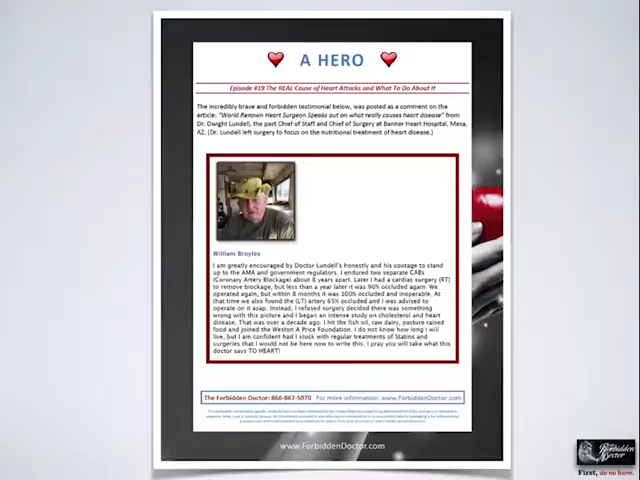 A HERO
Episode #19 The REAL Cause of Heart Attacks and What To Do About It
The incredibly brave and forbidden testimonial below, was posted as a comment on the
article: "World Renown Heart Surgeon Speaks out on what really causes heart disease" from
Dr. Dwight Lundell, the past Chief of Staff and Chief of Surgery at Banner Heart Hospital, Mesa,
AZ. (Dr. Lundell left surgery to focus on the nutritional treatment of heart disease.)
William Broyles
I am greatly encouraged by Doctor Lundell's honestly and his courage to stand
up to the AMA and government regulators. I endured two separate CABs
(Coronary Artery Blockage) about 8 years apart. Later I had a cardiac surgery (RT)
to remove blockage, but less than a year later it was 90% occluded again. We
operated again, but within 8 months it was 100% occluded and inoperable. At
that time we also found the (LT) artery 65% occluded and I was advised to
operate on it asap. Instead, I refused surgery decided there was something
wrong with this picture and I began an intense study on cholesterol and heart
disease. That was over a decade ago. I hit the fish oil, raw dairy, pasture raised
food and joined the Weston A Price Foundation. I do not know how long I will
live, but I am confident had I stuck with regular treatments of Statins and
surgeries that I would not be here now to write this. I pray you will take what this
doctor says TO HEART!
The Forbidden Doctor: 866-867-5070 For more information: www.ForbiddenDoctor.com
www.ForbiddenDoctor.com
Forbidden
Doctor
First, do no harm.